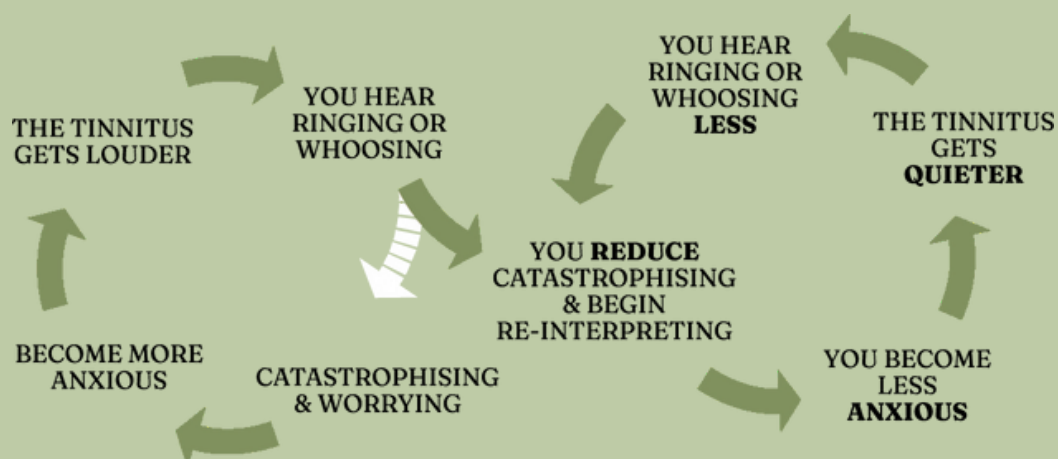 THE TINNITUS
GETS LOUDER
YOU HEAR
RINGING OR
WHOOSING
CATASTROPHISING
& WORRYING
BECOME MORE
ANXIOUS
YOU REDUCE
CATASTROPHISING
& BEGIN
RE-INTERPRETING
YOU BECOME
LESS
ANXIOUS
THE TINNITUS
GETS
QUIETER
YOU HEAR
RINGING OR
WHOOSING
LESS